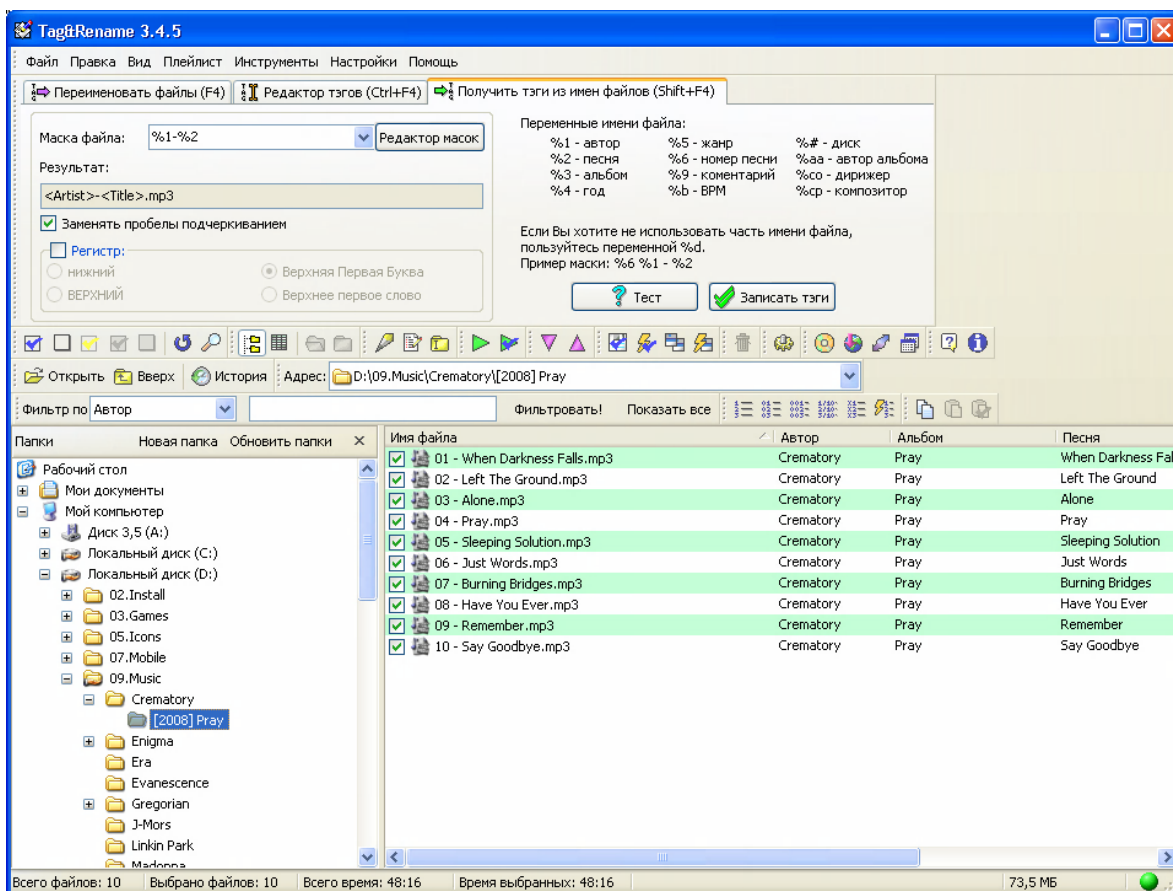 Tag&Rename 3.4.5
Файл Правка Вид Плейлист Инструменты Настройки Помощь
Переименовать файлы (F4) Редактор тэгов (Ctrl+F4) Получить тэги из имен файлов (Shift+F4)
Маска файла: %1-%2 Редактор масок
Результат:
<Artist>-<Title>.mp3
Заменять пробелы подчеркиванием
Регистр:
нижний Верхняя Первая Буква
ВЕРХНИЙ Верхнее первое слово
Переменные имени файла:
%1 - автор %5 - жанр %# - диск
%2 - песня %6 - номер песни %aa - автор альбома
%3 - альбом %9 - коментарий %co - дирижер
%4 - год %b - BPM %cp - композитор
Если Вы хотите не использовать часть имени файла,
пользуйтесь переменной %d.
Пример маски: %6 %1 - %2
Тест Записать тэги
Открыть Вверх История Адрес: D:\09.Music\Crematory\[2008] Pray
Фильтр по Автор Фильтровать! Показать все
Папки Новая папка Обновить папки
Рабочий стол
Мои документы
Мой компьютер
Диск 3,5 (A:)
Локальный диск (C:)
Локальный диск (D:)
02.Install
03.Games
05.Icons
07.Mobile
09.Music
Crematory
[2008] Pray
Enigma
Era
Evanescence
Gregorian
J-Mors
Linkin Park
Madonna
Имя файла Автор Альбом Песня
01 - When Darkness Falls.mp3 Crematory Pray When Darkness Fal
02 - Left The Ground.mp3 Crematory Pray Left The Ground
03 - Alone.mp3 Crematory Pray Alone
04 - Pray.mp3 Crematory Pray Pray
05 - Sleeping Solution.mp3 Crematory Pray Sleeping Solution
06 - Just Words.mp3 Crematory Pray Just Words
07 - Burning Bridges.mp3 Crematory Pray Burning Bridges
08 - Have You Ever.mp3 Crematory Pray Have You Ever
09 - Remember.mp3 Crematory Pray Remember
10 - Say Goodbye.mp3 Crematory Pray Say Goodbye
Всего файлов: 10 Выбрано файлов: 10 Всего время: 48:16 Время выбранных: 48:16 73,5 МБ